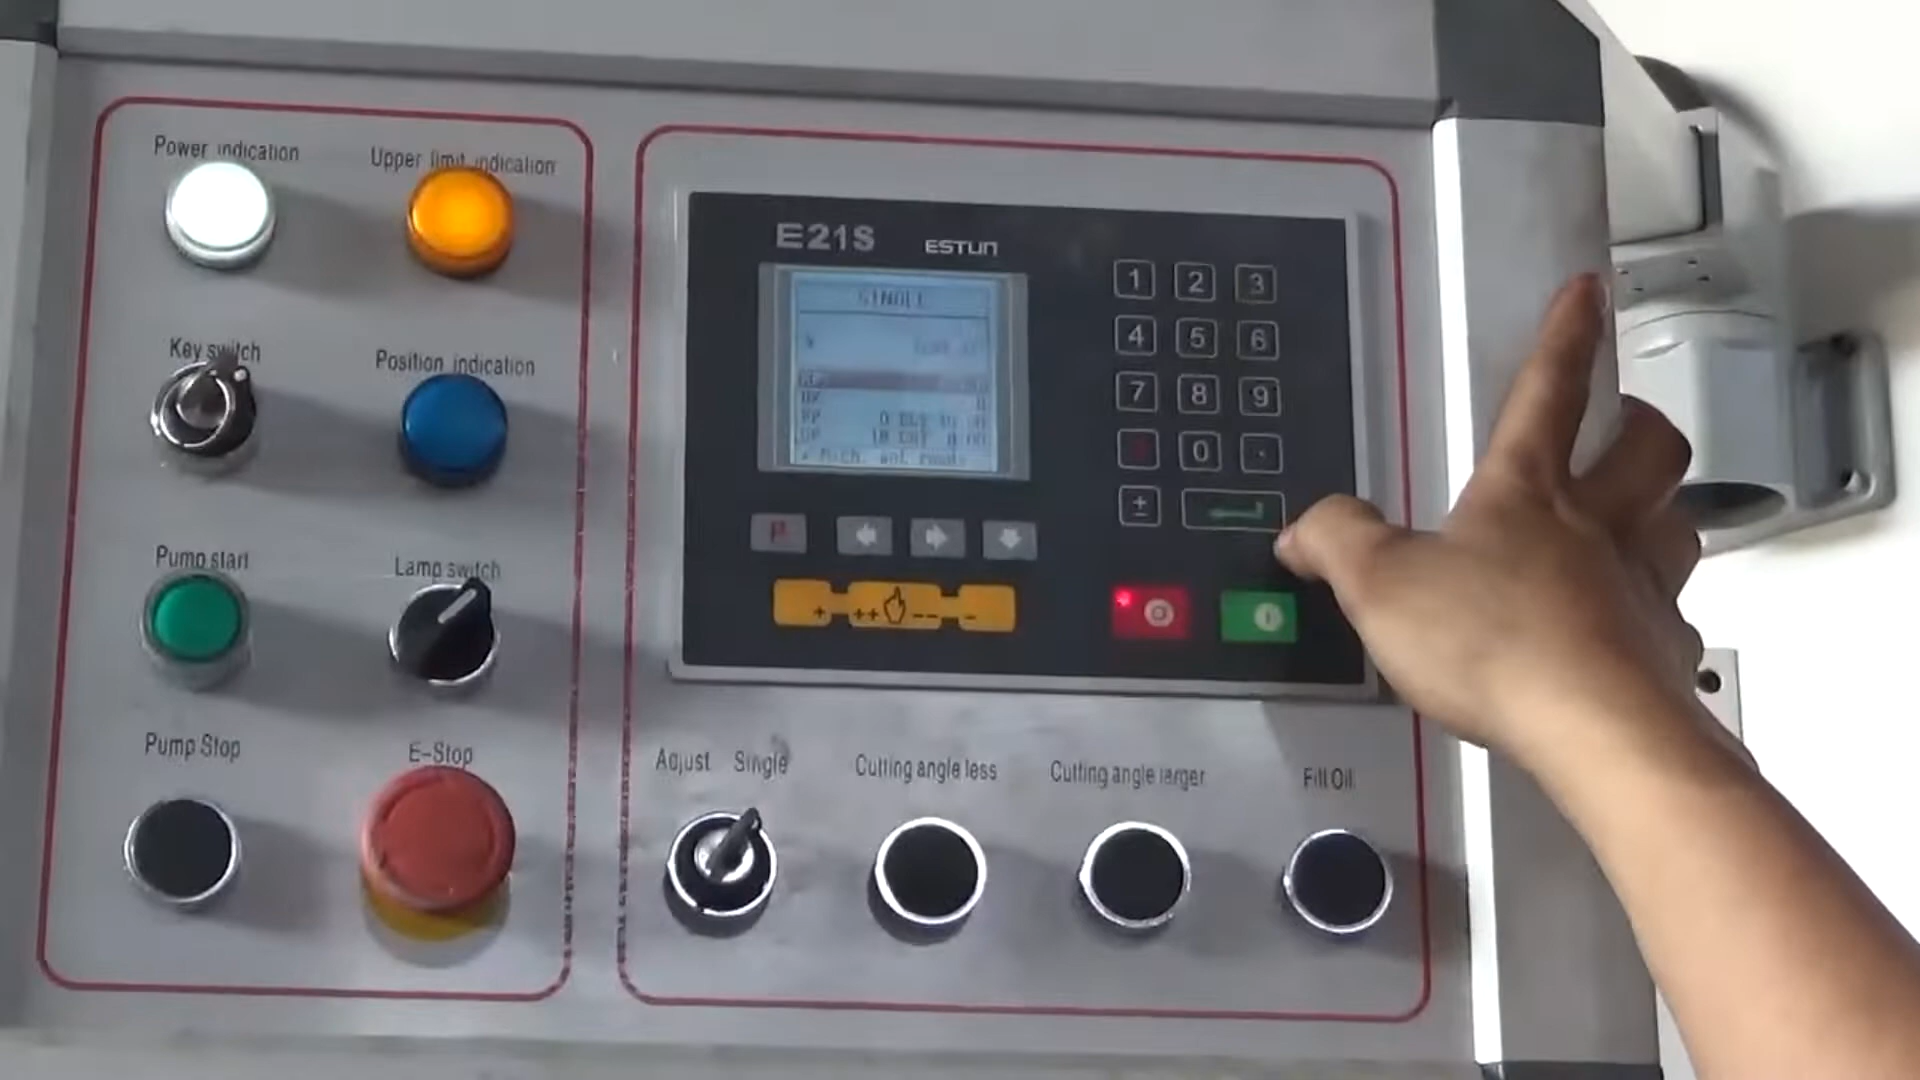 Power indication
Upper limit indication
Key switch
Position indication
Pump start
Lamp switch
Pump Stop
E-Stop
E21S
ESTUN
SINGLE
1 2 3
4 5 6
7 8 9
0 .
±
P
+ ++ -- -
Adjust Single
Cutting angle less
Cutting angle larger
Fill Oil